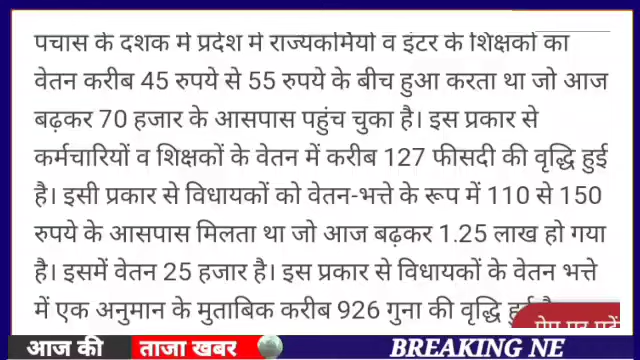 पचास के दशक में प्रदेश में राज्यकर्मियों व इंटर के शिक्षकों का
वेतन करीब 45 रुपये से 55 रुपये के बीच हुआ करता था जो आज
बढ़कर 70 हजार के आसपास पहुंच चुका है। इस प्रकार से
कर्मचारियों व शिक्षकों के वेतन में करीब 127 फीसदी की वृद्धि हुई
है। इसी प्रकार से विधायकों को वेतन-भत्ते के रूप में 110 से 150
रुपये के आसपास मिलता था जो आज बढ़कर 1.25 लाख हो गया
है। इसमें वेतन 25 हजार है। इस प्रकार से विधायकों के वेतन भत्ते
में एक अनुमान के मुताबिक करीब 926 गुना की वृद्धि
आज की ताजा खबर BREAKING NE